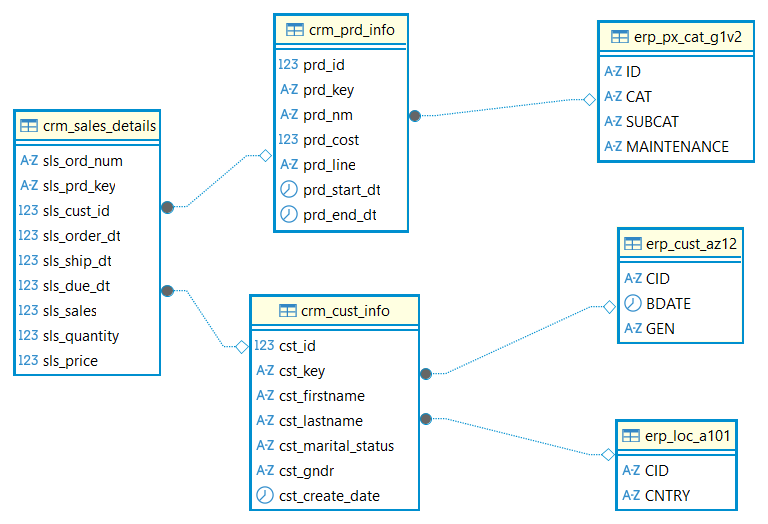 crm_sales_details
A-Z sls_ord_num
A-Z sls_prd_key
123 sls_cust_id
123 sls_order_dt
123 sls_ship_dt
123 sls_due_dt
123 sls_sales
123 sls_quantity
123 sls_price
crm_prd_info
123 prd_id
A-Z prd_key
A-Z prd_nm
123 prd_cost
A-Z prd_line
prd_start_dt
prd_end_dt
erp_px_cat_g1v2
A-Z ID
A-Z CAT
A-Z SUBCAT
A-Z MAINTENANCE
crm_cust_info
123 cst_id
A-Z cst_key
A-Z cst_firstname
A-Z cst_lastname
A-Z cst_marital_status
A-Z cst_gndr
cst_create_date
erp_cust_az12
A-Z CID
BDATE
A-Z GEN
erp_loc_a101
A-Z CID
A-Z CNTRY